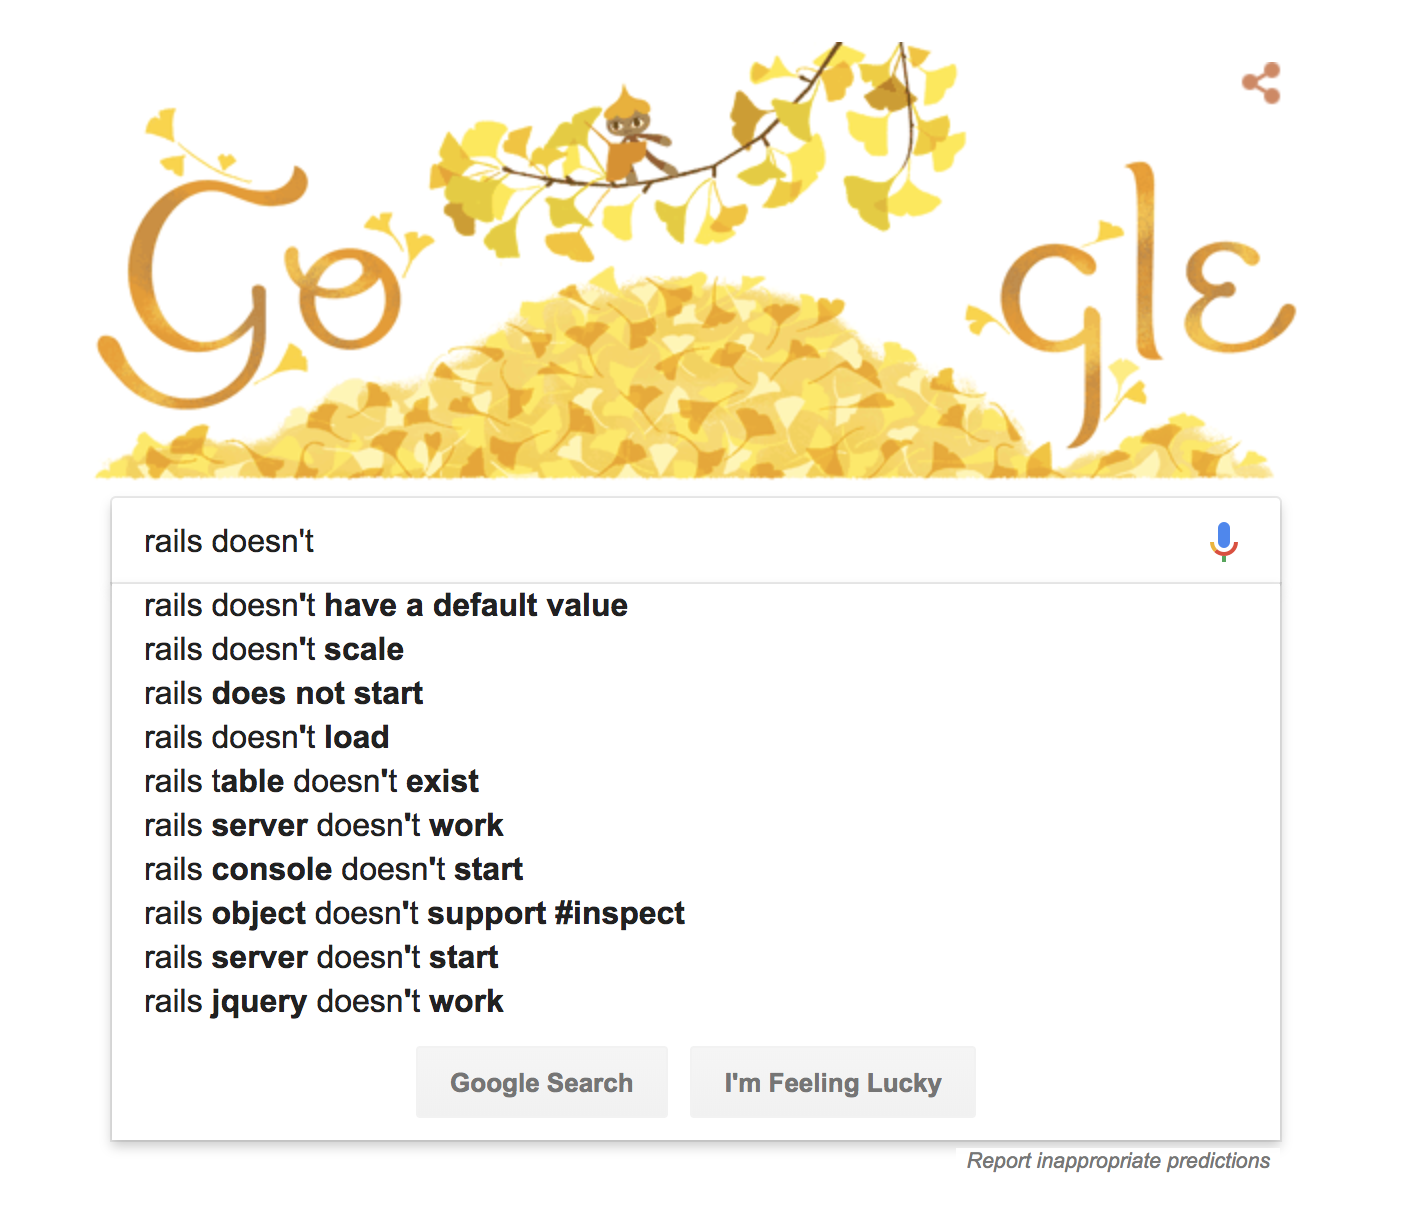 Google
rails doesn't
rails doesn't have a default value
rails doesn't scale
rails does not start
rails doesn't load
rails table doesn't exist
rails server doesn't work
rails console doesn't start
rails object doesn't support #inspect
rails server doesn't start
rails jquery doesn't work
Google Search
I'm Feeling Lucky
Report inappropriate predictions